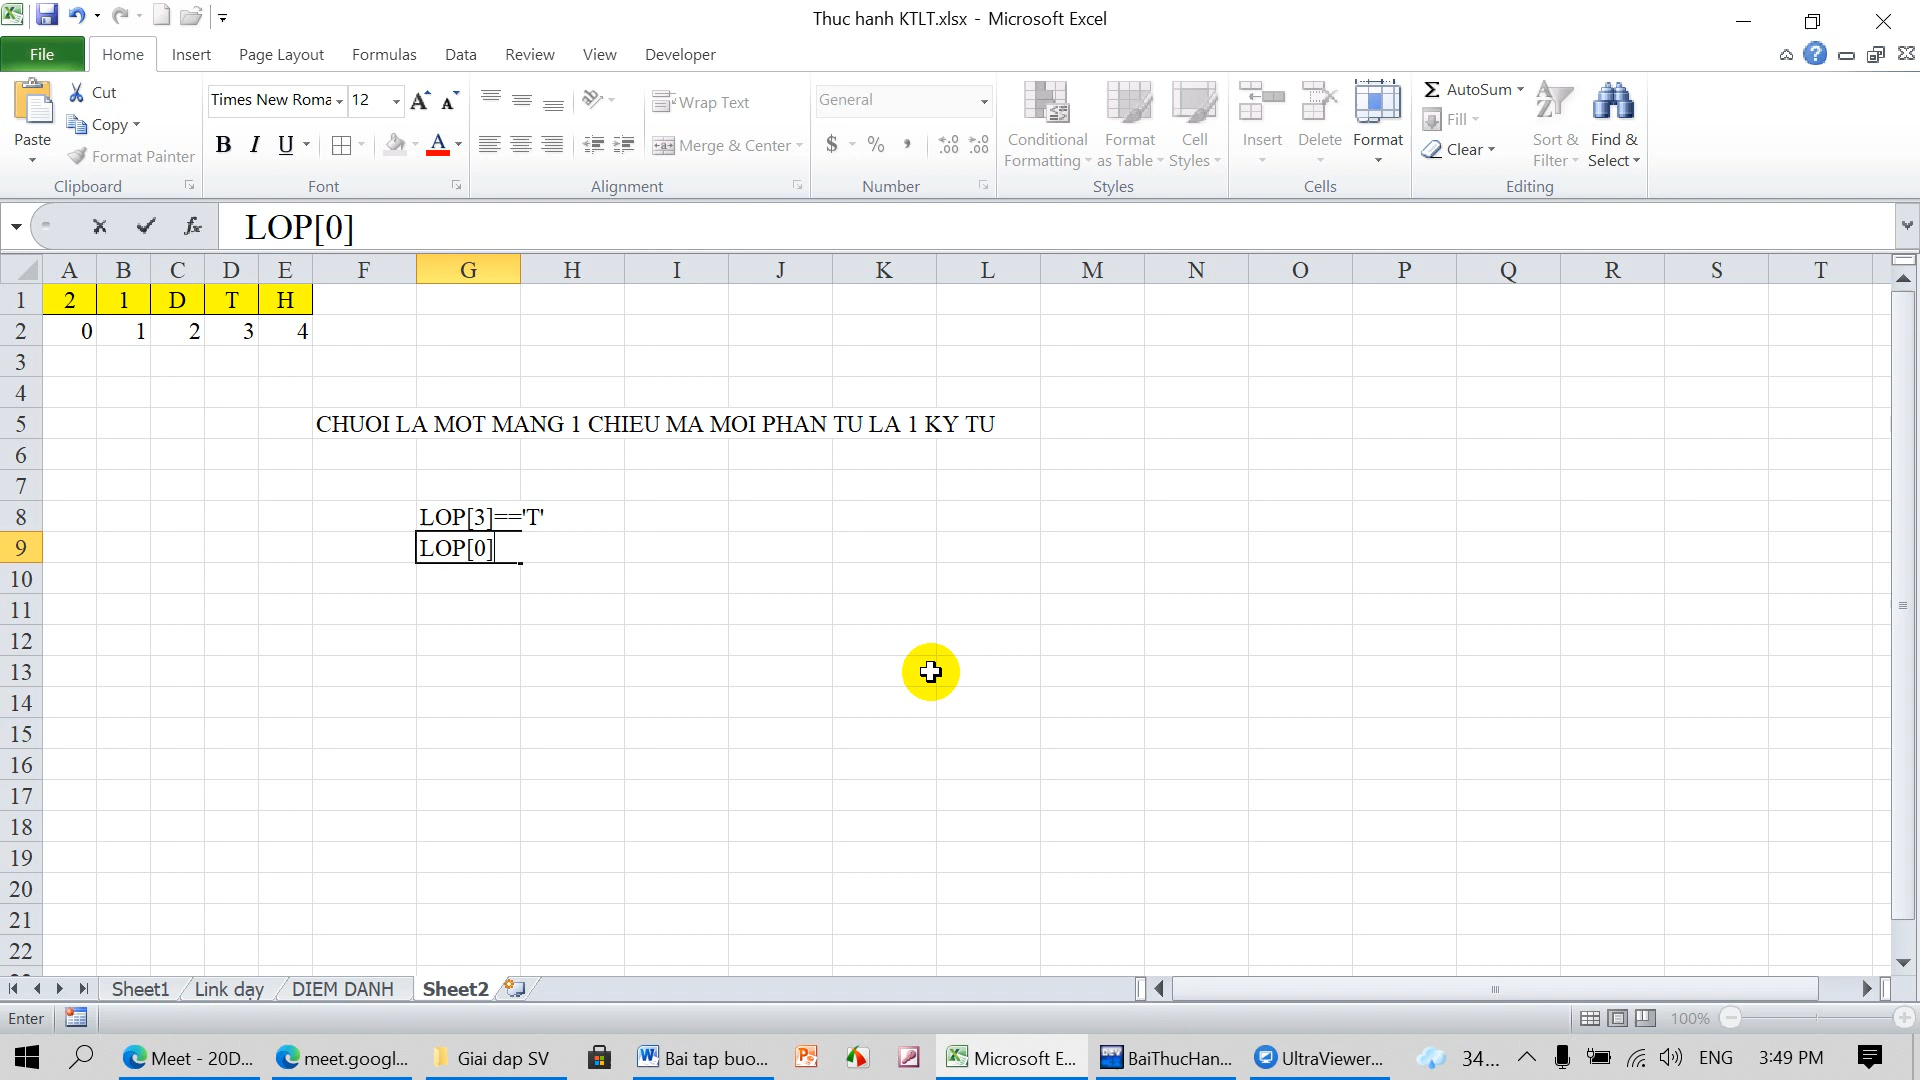 Thuc hanh KTLT.xlsx - Microsoft Excel
File Home Insert Page Layout Formulas Data Review View Developer
Paste Cut Copy Format Painter
Clipboard
Times New Roma 12
B I U A
Font
Wrap Text
Merge & Center
Alignment
General
$ % ,
Number
Conditional Formatting Format as Table Cell Styles
Styles
Insert Delete Format
Cells
Σ AutoSum
Fill
Clear
Sort & Filter Find & Select
Editing
fx LOP[0]
A B C D E F G H I J K L M N O P Q R S T
1 2 1 D T H
2 0 1 2 3 4
3
4
5 CHUOI LA MOT MANG 1 CHIEU MA MOI PHAN TU LA 1 KY TU
6
7
8 LOP[3]=='T'
9 LOP[0]
10
11
12
13
14
15
16
17
18
19
20
21
22
Sheet1 Link dạy DIEM DANH Sheet2
Enter 100%
Meet - 20D... meet.googl... Giai dap SV Bai tap buo... Microsoft E... BaiThucHan... UltraViewer... 34... ENG 3:49 PM